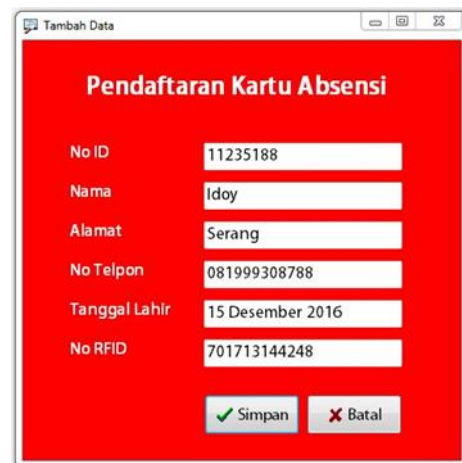 Tambah Data
Pendaftaran Kartu Absensi
No ID 11235188
Nama Idoy
Alamat Serang
No Telpon 081999308788
Tanggal Lahir 15 Desember 2016
No RFID 701713144248
Simpan Batal